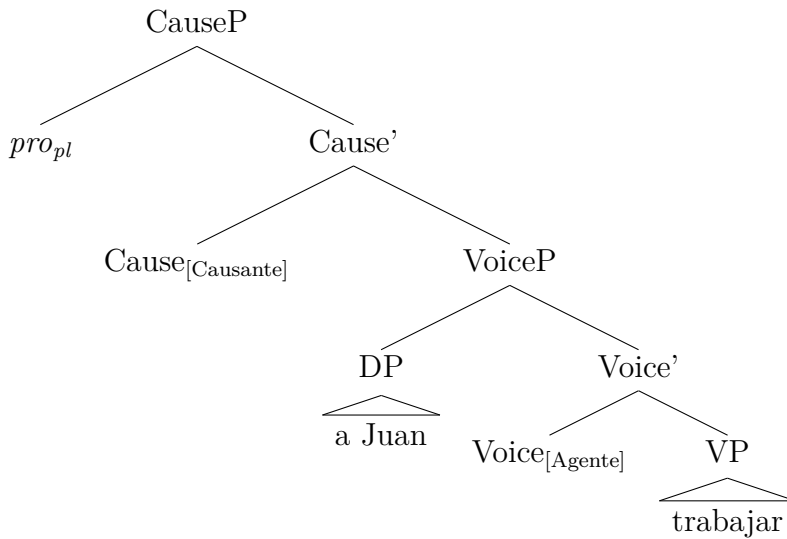 CauseP
pro_pl Cause'
Cause_[Causante] VoiceP
DP Voice'
a Juan Voice_[Agente] VP
trabajar